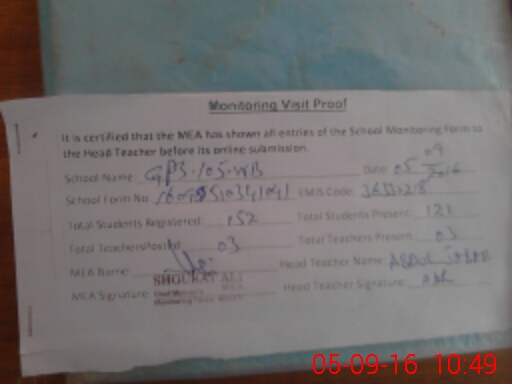 Monitoring Visit Proof
It is certified that the MEA has shown all entries of the School Monitoring Form to
the Head Teacher before its online submission.
School Name: GPS. 105. WB Date 05 09 2016
School Form No: EMIS Code:
Total Students Registered: 152 Total Students Present: 121
Total Teachers Posted 03 Total Teachers Present: 03
MEA Name: Head Teacher Name: ABDUL JABAR
SHOUKAT ALI
MEA Signature: Head Teacher Signature:
05-09-16 10:49